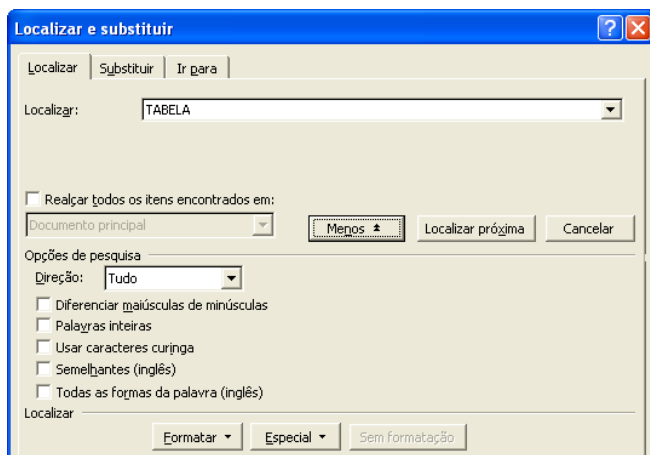 Localizar e substituir
Localizar Substituir Ir para
Localizar: TABELA
Realçar todos os itens encontrados em:
Documento principal Menos Localizar próxima Cancelar
Opções de pesquisa
Direção: Tudo
Diferenciar maiúsculas de minúsculas
Palavras inteiras
Usar caracteres curinga
Semelhantes (inglês)
Todas as formas da palavra (inglês)
Localizar
Formatar Especial Sem formatação